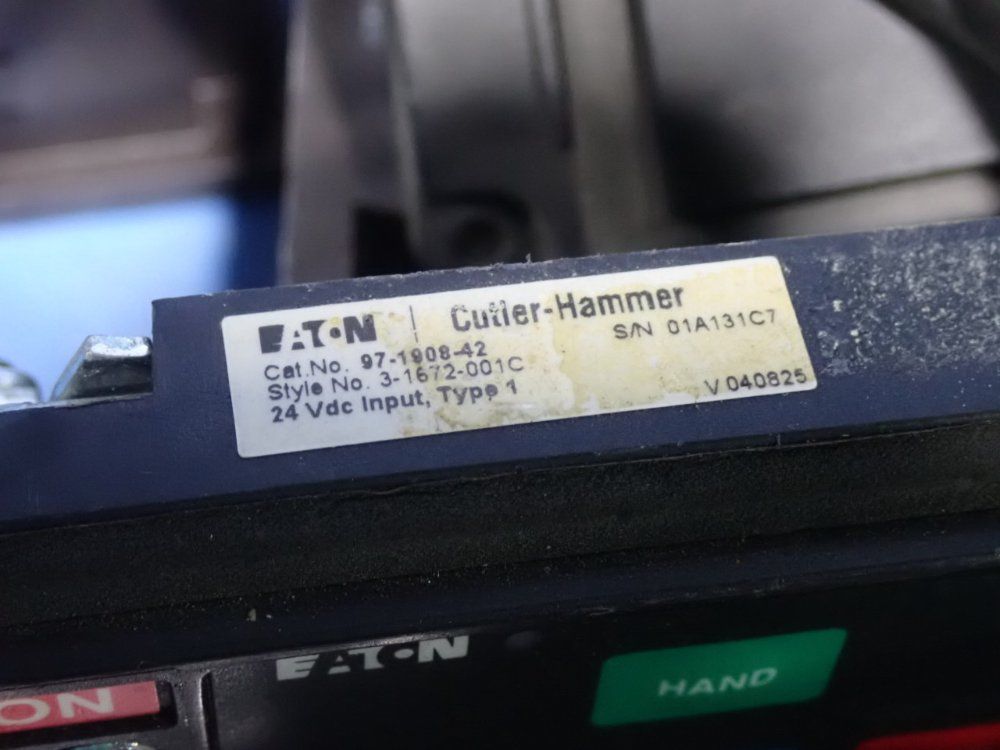 EATON | Cutler-Hammer
Cat.No. 97-1908-42
S/N 01A131C7
Style No. 3-1672-001C
24 Vdc Input, Type 1
V 040825
EATON
HAND
ON